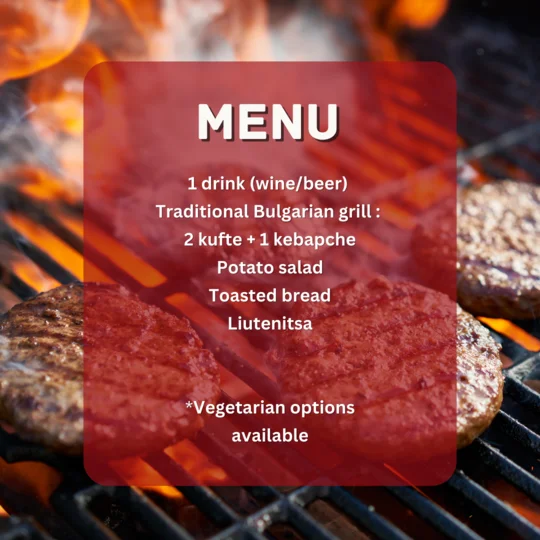 MENU
1 drink (wine/beer)
Traditional Bulgarian grill :
2 kufte + 1 kebapche
Potato salad
Toasted bread
Liutenitsa
*Vegetarian options
available